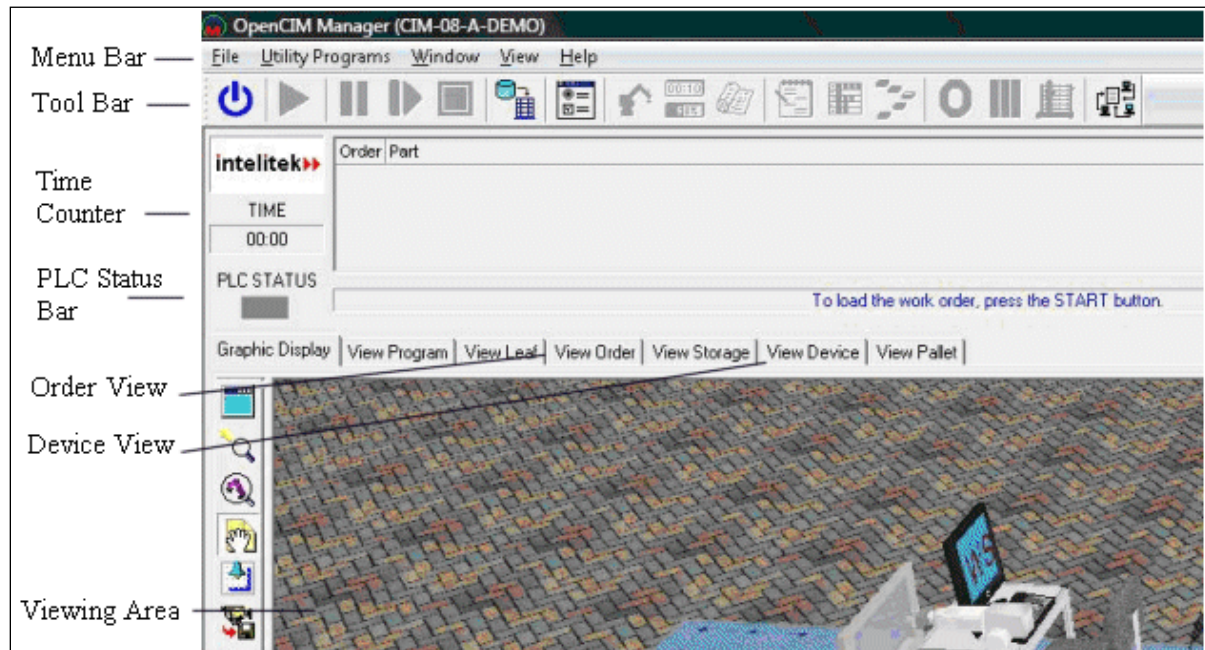 OpenCIM Manager (CIM-08-A-DEMO)
Menu Bar
File Utility Programs Window View Help
Tool Bar
00:10
intelitek
Order Part
Time
Counter
TIME
00:00
PLC Status
Bar
PLC STATUS
To load the work order, press the START button.
Graphic Display View Program View Leaf View Order View Storage View Device View Pallet
Order View
Device View
Viewing Area
WS